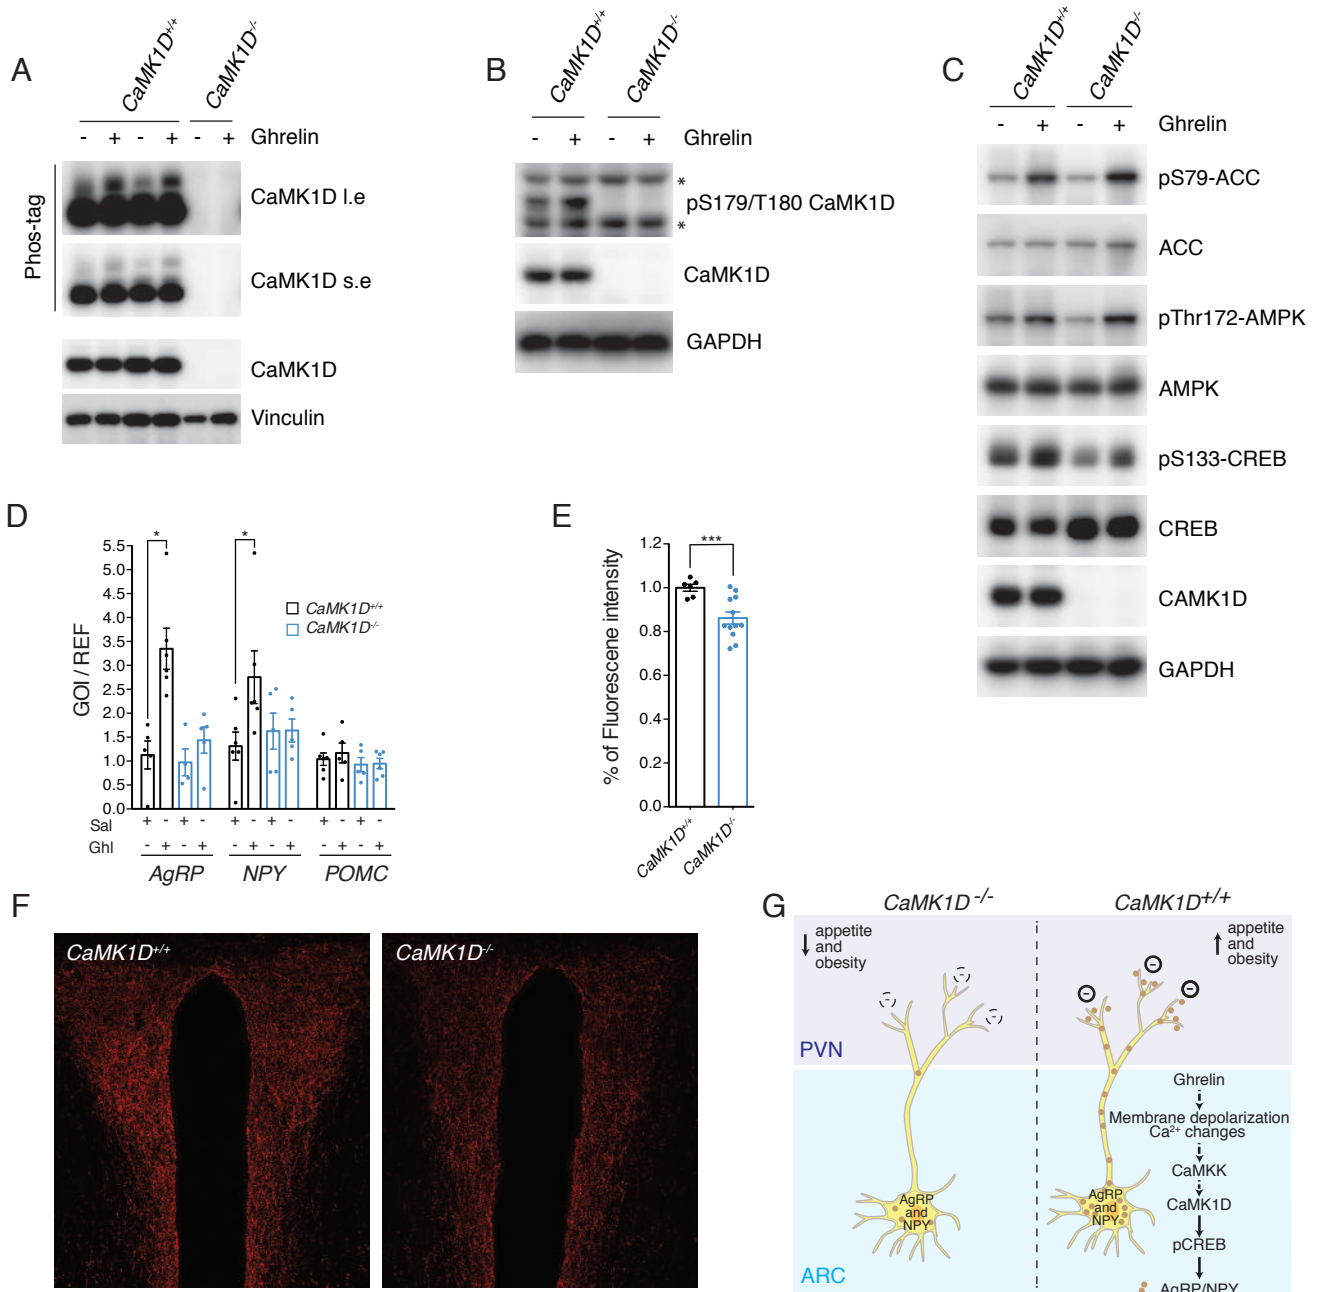 A
CaMK1D+/+
CaMK1D-/-
- + - + - + Ghrelin
Phos-tag
CaMK1D l.e
CaMK1D s.e
CaMK1D
Vinculin
B
CaMK1D+/+
CaMK1D-/-
- + - + Ghrelin
*
pS179/T180 CaMK1D
*
CaMK1D
GAPDH
C
CaMK1D+/+
CaMK1D-/-
- + - + Ghrelin
pS79-ACC
ACC
pThr172-AMPK
AMPK
pS133-CREB
CREB
CAMK1D
GAPDH
D
GOI / REF
5.5
5.0
4.5
4.0
3.5
3.0
2.5
2.0
1.5
1.0
0.5
0.0
* *
CaMK1D+/+
CaMK1D-/-
Sal + - + - + - + - + - + -
Ghl - + - + - + - + - + - +
AgRP NPY POMC
E
% of Fluorescene intensity
1.2
1.0
0.8
0.6
0.4
0.2
0.0
***
CaMK1D+/+
CaMK1D-/-
F
CaMK1D+/+
CaMK1D-/-
G
CaMK1D -/-
CaMK1D+/+
appetite
and
obesity
appetite
and
obesity
- - -
- - -
PVN
Ghrelin
Membrane depolarization
Ca2+ changes
CaMKK
CaMK1D
pCREB
AgRP/NPY
AgRP
and
NPY
AgRP
and
NPY
ARC